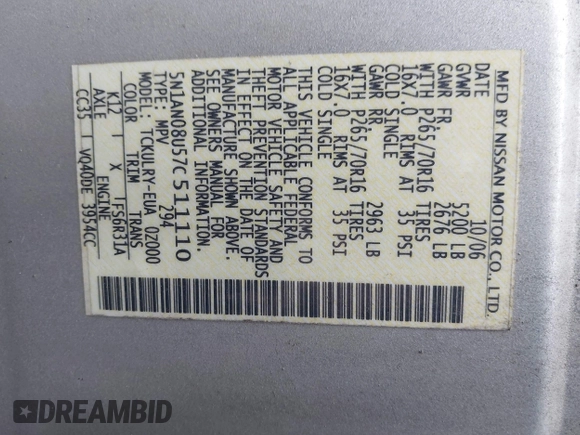 MFD BY NISSAN MOTOR CO., LTD.
DATE 10/06
GVWR 5200 LB
GAWR FR. 2676 LB
WITH P265/70R16 TIRES
16X7.0 RIMS AT 35 PSI
COLD SINGLE
GAWR RR. 2963 LB
WITH P265/70R16 TIRES
16X7.0 RIMS AT 35 PSI
COLD SINGLE
THIS VEHICLE CONFORMS TO
ALL APPLICABLE FEDERAL
MOTOR VEHICLE SAFETY AND
THEFT PREVENTION STANDARDS
IN EFFECT ON THE DATE OF
MANUFACTURE SHOWN ABOVE.
SEE OWNERS MANUAL FOR
ADDITIONAL INFORMATION.
5N1AN08U57C511110
TYPE: MPV 294
MODEL: TCKULRY-EUA 02000
COLOR TRIM TRANS
K12 X TFS6R31A
AXLE ENGINE
CC35 VQ40DE 3954CC
DREAMBID